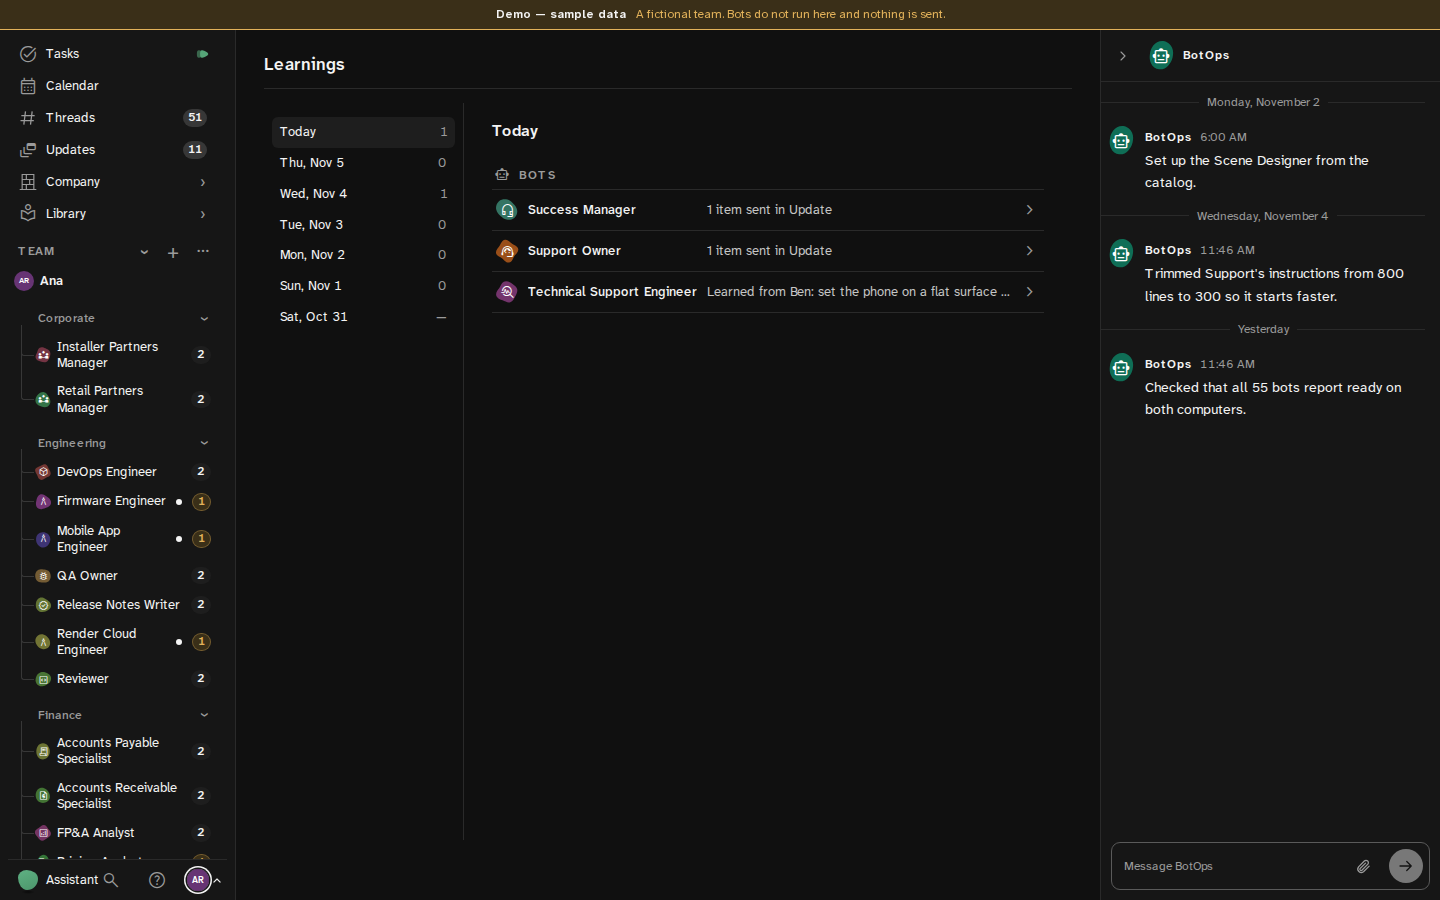 Demo — sample data A fictional team. Bots do not run here and nothing is sent.
Tasks
Calendar
Threads 51
Updates 11
Company
Library
TEAM
AR Ana
Corporate
Installer Partners
Manager 2
Retail Partners
Manager 2
Engineering
DevOps Engineer 2
Firmware Engineer 1
Mobile App
Engineer 1
QA Owner 2
Release Notes Writer 2
Render Cloud
Engineer 1
Reviewer 2
Finance
Accounts Payable
Specialist 2
Accounts Receivable
Specialist 2
FP&A Analyst 2
Assistant
AR
Learnings
Today 1
Thu, Nov 5 0
Wed, Nov 4 1
Tue, Nov 3 0
Mon, Nov 2 0
Sun, Nov 1 0
Sat, Oct 31 —
Today
BOTS
Success Manager 1 item sent in Update
Support Owner 1 item sent in Update
Technical Support Engineer Learned from Ben: set the phone on a flat surface ...
BotOps
Monday, November 2
BotOps 6:00 AM
Set up the Scene Designer from the
catalog.
Wednesday, November 4
BotOps 11:46 AM
Trimmed Support's instructions from 800
lines to 300 so it starts faster.
Yesterday
BotOps 11:46 AM
Checked that all 55 bots report ready on
both computers.
Message BotOps